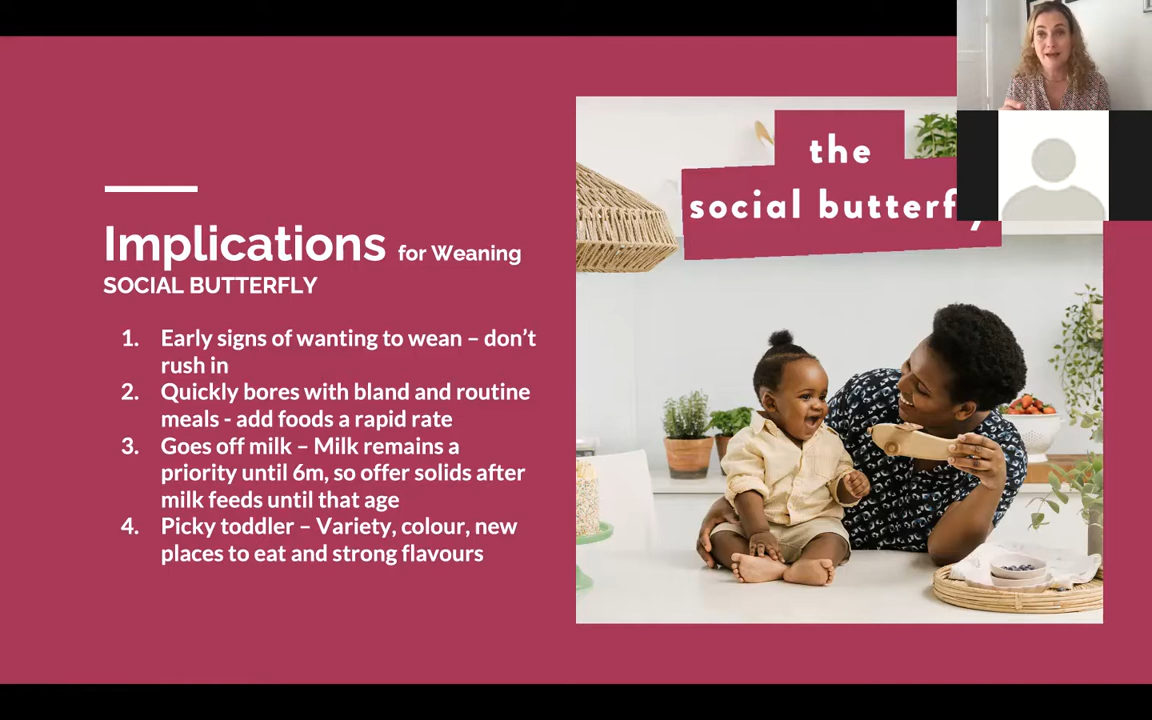 the
social butterf
Implications for Weaning
SOCIAL BUTTERFLY
1. Early signs of wanting to wean – don't
rush in
2. Quickly bores with bland and routine
meals - add foods a rapid rate
3. Goes off milk – Milk remains a
priority until 6m, so offer solids after
milk feeds until that age
4. Picky toddler – Variety, colour, new
places to eat and strong flavours